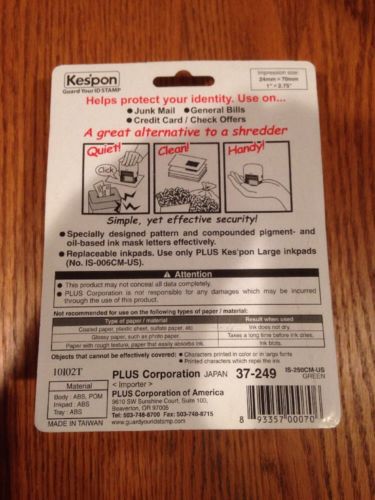 Kes'pon
Guard Your ID STAMP
Impression size:
24mm × 70mm
1" × 2.75"
Helps protect your identity. Use on...
● Junk Mail ● General Bills
● Credit Card / Check Offers
A great alternative to a shredder
Quiet!
Clean!
Handy!
Click
Simple, yet effective security!
● Specially designed pattern and compounded pigment- and
oil-based ink mask letters effectively.
● Replaceable inkpads. Use only PLUS Kes'pon Large inkpads
(No. IS-006CM-US).
⚠ Attention
● This product may not conceal all data completely.
● PLUS Corporation is not responsible for any damages which may be incurred
through the use of this product.
Not recommended for use on the following types of paper / material:
Type of paper / material Result when used
Coated paper, plastic sheet, sulfate paper, etc. Ink does not dry.
Glossy paper, such as photo paper. Takes a long time before ink dries.
Paper with rough texture, paper that easily absorbs ink. Ink blots.
Objects that cannot be effectively covered: ● Characters printed in color or in large fonts
● Printed characters which repel the ink
10I02T
Material
Body : ABS, POM
Inkpad : ABS
Tray : ABS
MADE IN TAIWAN
PLUS Corporation JAPAN 37-249
IS-250CM-US
GREEN
< Importer >
PLUS Corporation of America
9610 SW Sunshine Court, Suite 100,
Beaverton, OR 97005
Tel: 503-748-8700 Fax: 503-748-8715
www.guardyouridstamp.com
8 93357 00070